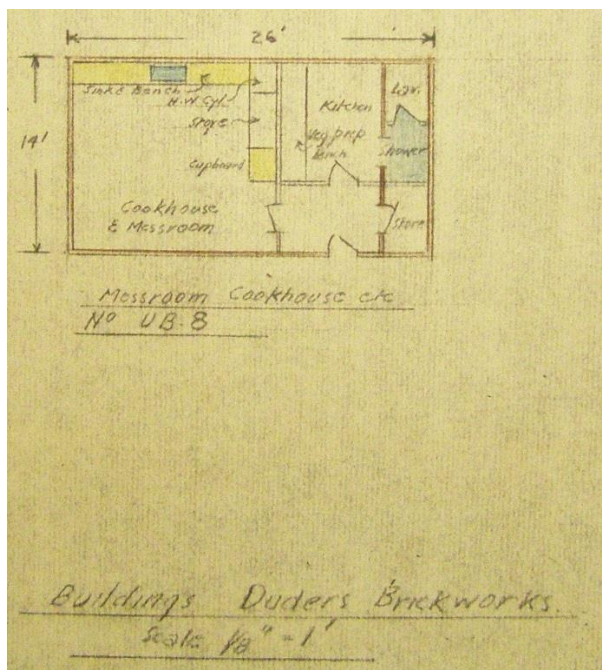 26'
14'
Sink & Bench
H.W. Cyl.
Store
Cupboard
Cookhouse
& Messroom
Kitchen
Veg prep
Bench
Lav.
Shower
Store
Messroom Cookhouse etc
No UB.8
Buildings Duders Brickworks.
Scale 1/8" = 1'